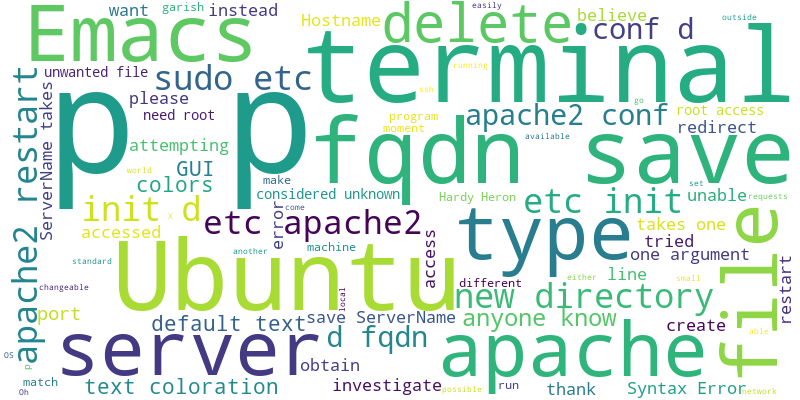 Emacs
want
garish
instead
Hostname
delete
easily
believe
conf d
outside
unwanted file
sudo etc
terminal
running
ssh
please
need root
p p
program
moment
apache2 conf
go
root access
redirect
apache2 restart
ServerName takes
attempting
fqdn
available
save
world
GUI
colors
make
considered unknown
Hardy Heron
etc init
set
unable
requests
init d
x
accessed
error
come
etc apache2
access
type
takes one
tried
one argument
file
restart
standard
another
machine
Ubuntu
different
either
line
small
changeable
local
new directory
port
default text
save ServerName
anyone know
create
able
OS
server
d fqdn
apache
p
obtain
match
Oh
text coloration
investigate
possible
run
thank
Syntax Error
network